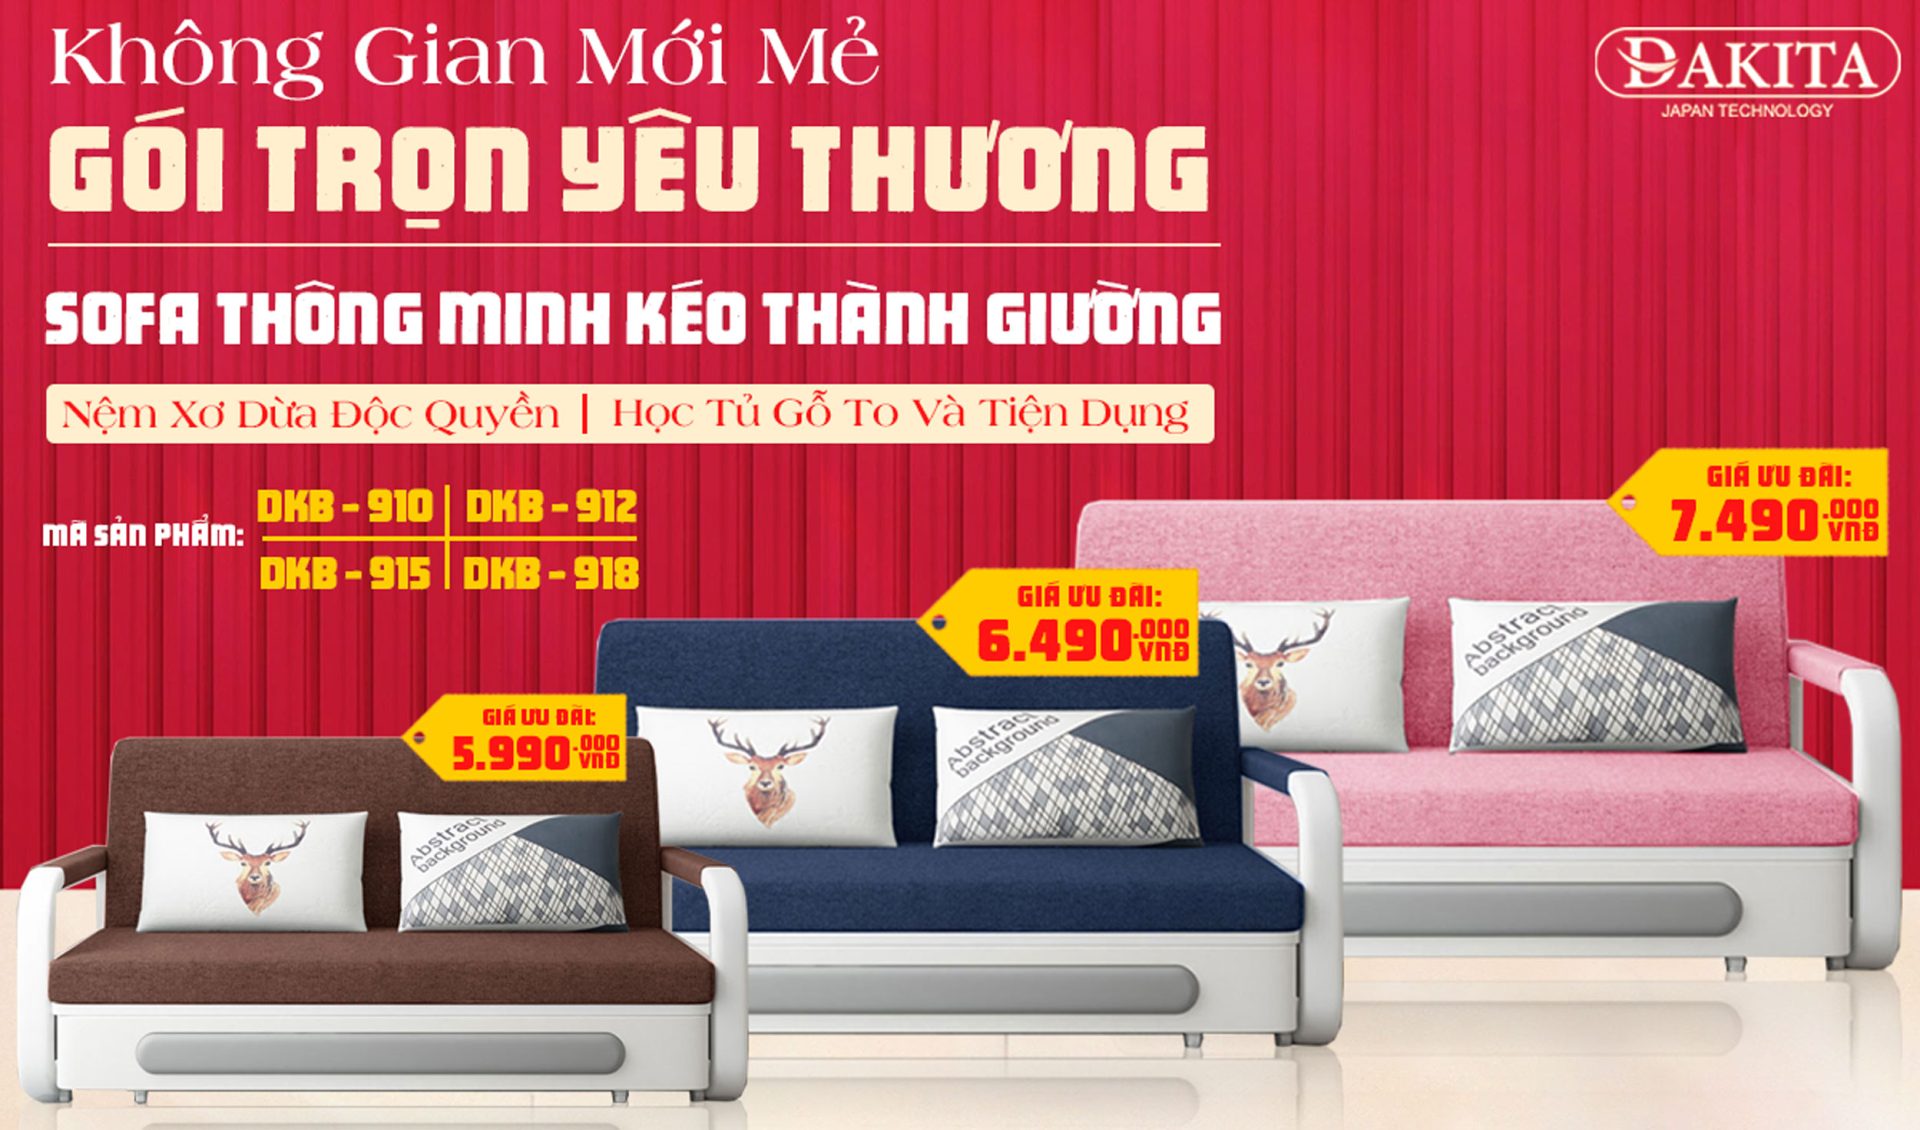 Không Gian Mới Mẻ
DAKITA
JAPAN TECHNOLOGY
GÓI TRỌN YÊU THƯƠNG
SOFA THÔNG MINH KÉO THÀNH GIƯỜNG
Nệm Xơ Dừa Độc Quyền | Học Tủ Gỗ To Và Tiện Dụng
MÃ SẢN PHẨM:
DKB - 910 | DKB - 912
DKB - 915 | DKB - 918
GIÁ ƯU ĐÃI:
7.490.000 VNĐ
GIÁ ƯU ĐÃI:
6.490.000 VNĐ
GIÁ ƯU ĐÃI:
5.990.000 VNĐ
Abstract
background
Abstract
background
Abstract
background